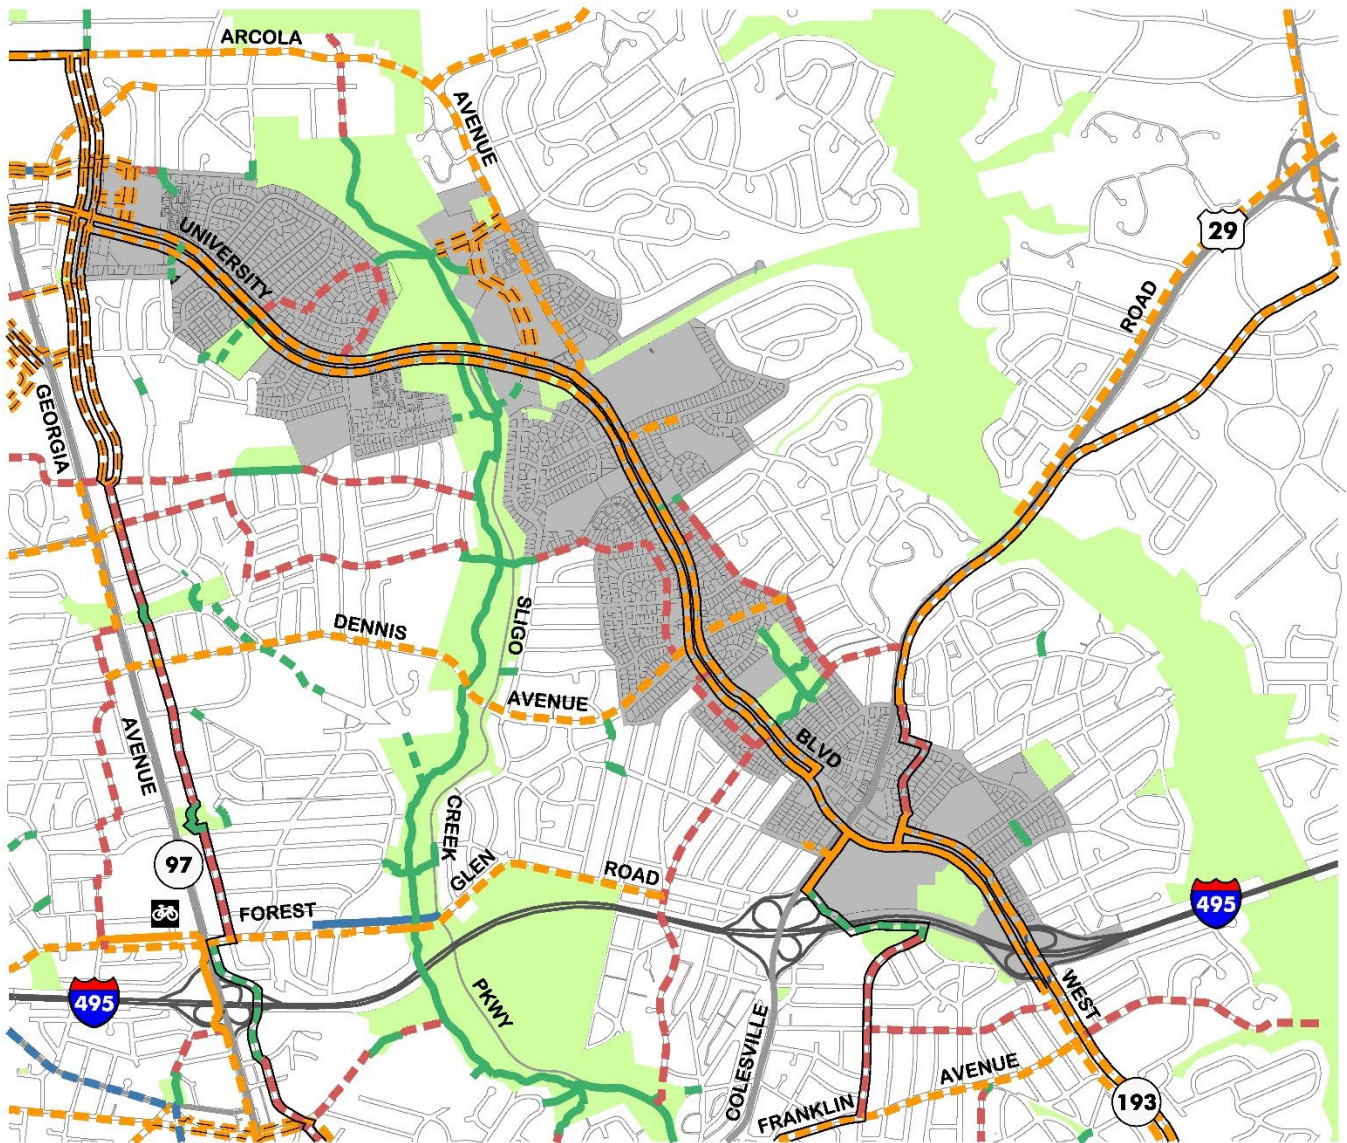 ARCOLA
AVENUE
UNIVERSITY
29
ROAD
GEORGIA
SLIGO
DENNIS
AVENUE
AVENUE
BLVD
CREEK
GLEN
ROAD
97
FOREST
495
495
PKWY
WEST
COLESVILLE
AVENUE
FRANKLIN
193